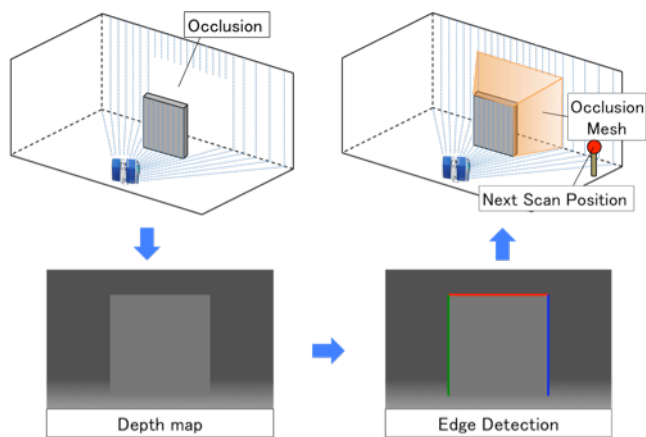 Occlusion
Occlusion
Mesh
Next Scan Position
Depth map
Edge Detection